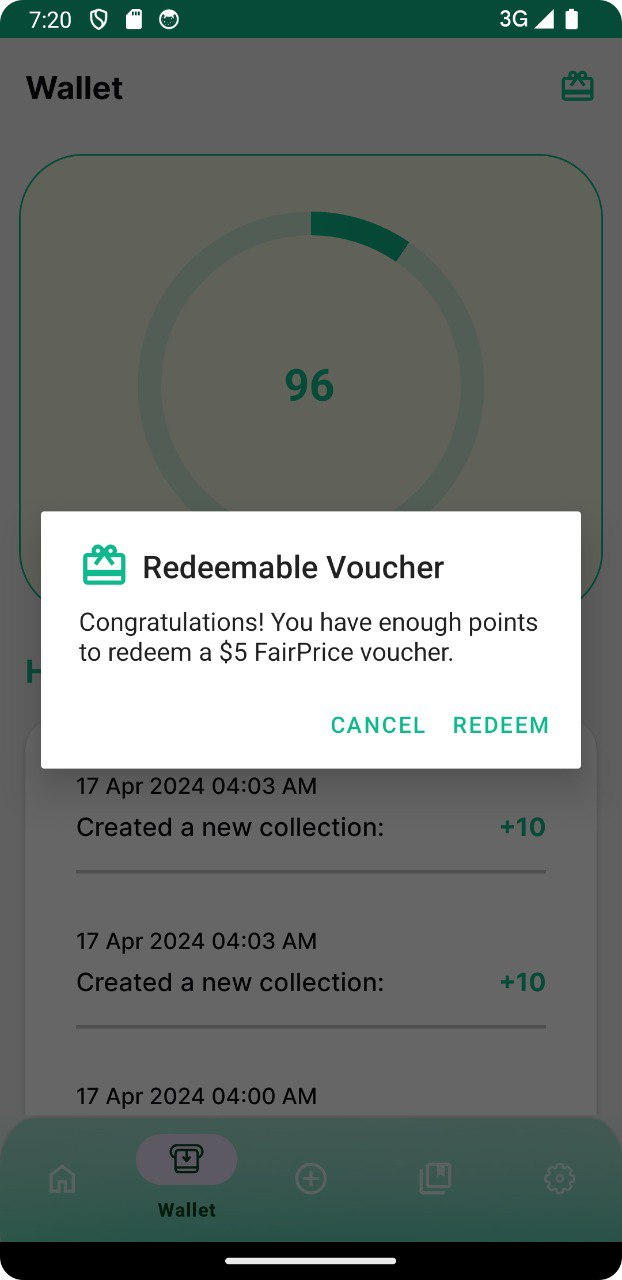 7:20
3G
Wallet
96
Redeemable Voucher
Congratulations! You have enough points
to redeem a $5 FairPrice voucher.
CANCEL REDEEM
17 Apr 2024 04:03 AM
Created a new collection: +10
17 Apr 2024 04:03 AM
Created a new collection: +10
17 Apr 2024 04:00 AM
Wallet